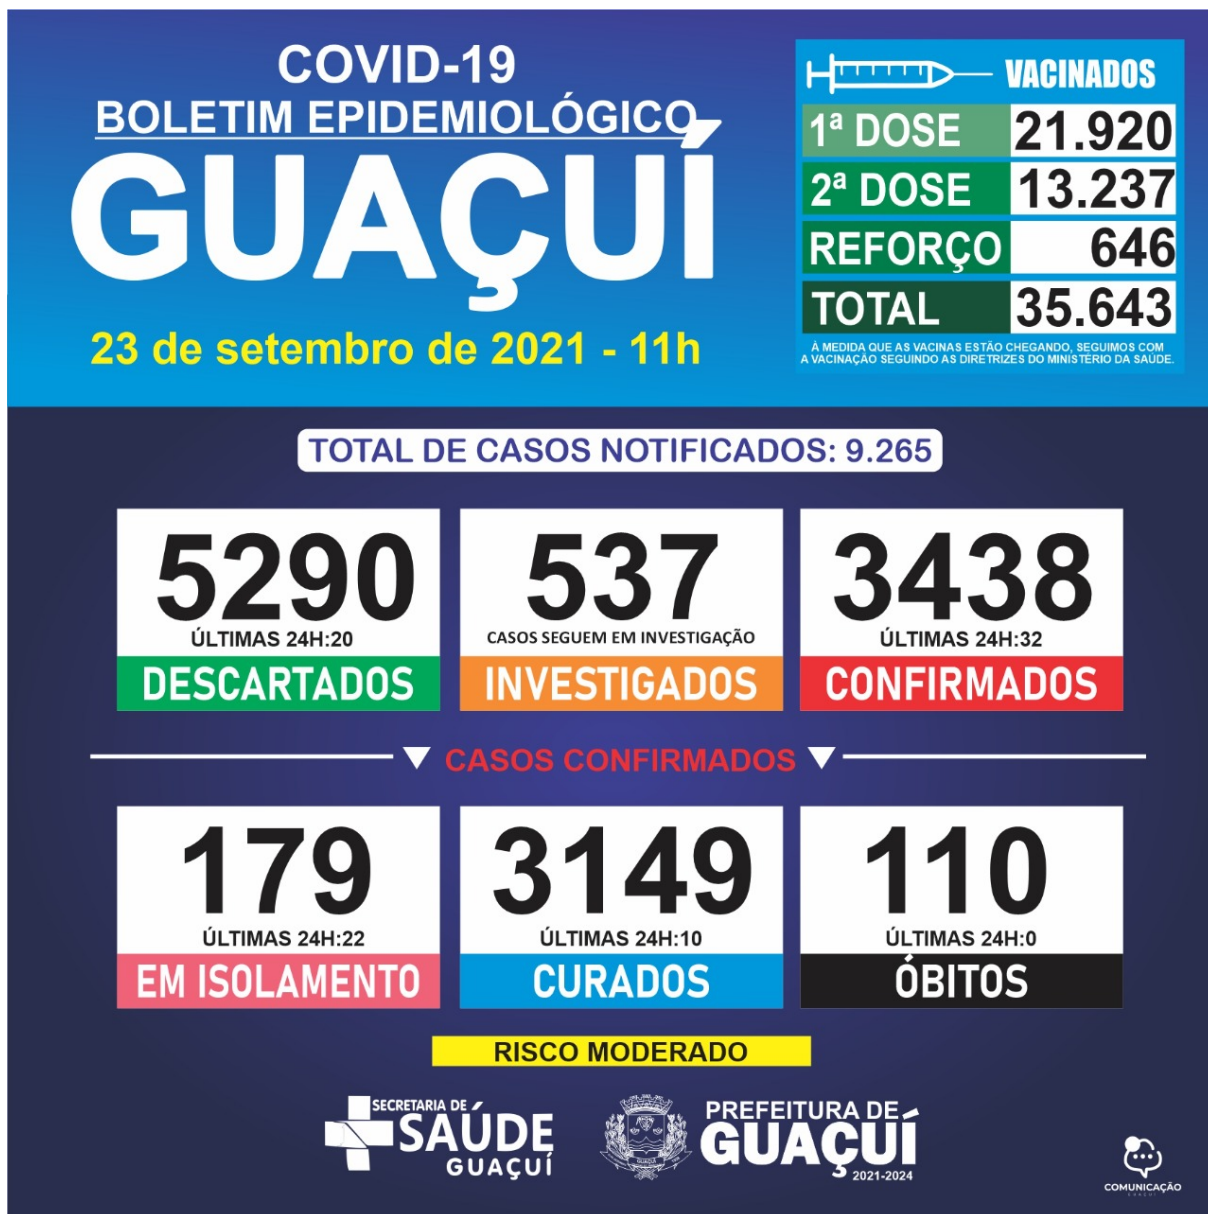 COVID-19
BOLETIM EPIDEMIOLÓGICO
GUAÇUÍ
23 de setembro de 2021 - 11h
VACINADOS
1ª DOSE 21.920
2ª DOSE 13.237
REFORÇO 646
TOTAL 35.643
À MEDIDA QUE AS VACINAS ESTÃO CHEGANDO, SEGUIMOS COM
A VACINAÇÃO SEGUINDO AS DIRETRIZES DO MINISTÉRIO DA SAÚDE.
TOTAL DE CASOS NOTIFICADOS: 9.265
5290
ÚLTIMAS 24H:20
DESCARTADOS
537
CASOS SEGUEM EM INVESTIGAÇÃO
INVESTIGADOS
3438
ÚLTIMAS 24H:32
CONFIRMADOS
CASOS CONFIRMADOS
179
ÚLTIMAS 24H:22
EM ISOLAMENTO
3149
ÚLTIMAS 24H:10
CURADOS
110
ÚLTIMAS 24H:0
ÓBITOS
RISCO MODERADO
SECRETARIA DE
SAÚDE
GUAÇUÍ
GUAÇUÍ
PREFEITURA DE
GUAÇUÍ
2021-2024
COMUNICAÇÃO
GUAÇUÍ